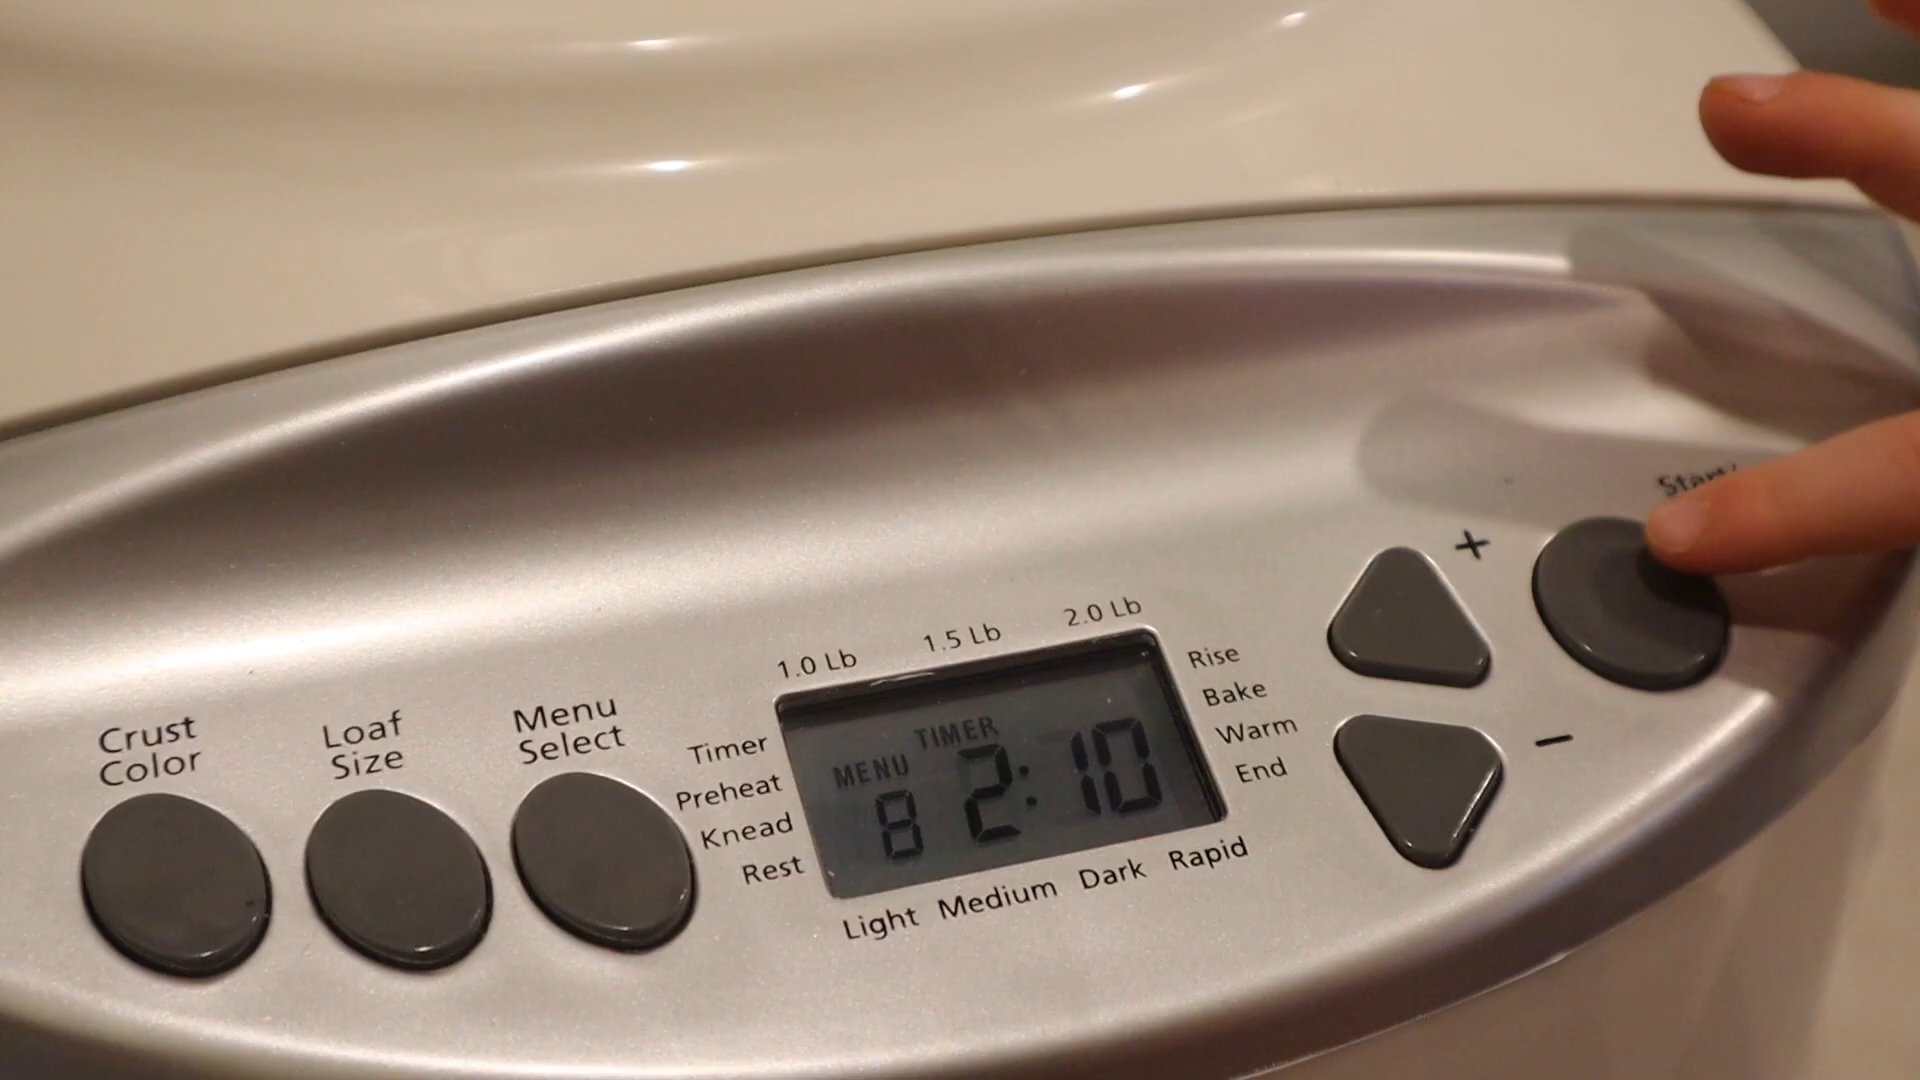 Start/
+
1.0 Lb 1.5 Lb 2.0 Lb
Crust
Color
Loaf
Size
Menu
Select
Timer
Preheat
Knead
Rest
MENU TIMER
8 2:10
Rise
Bake
Warm
End
−
Light Medium Dark Rapid